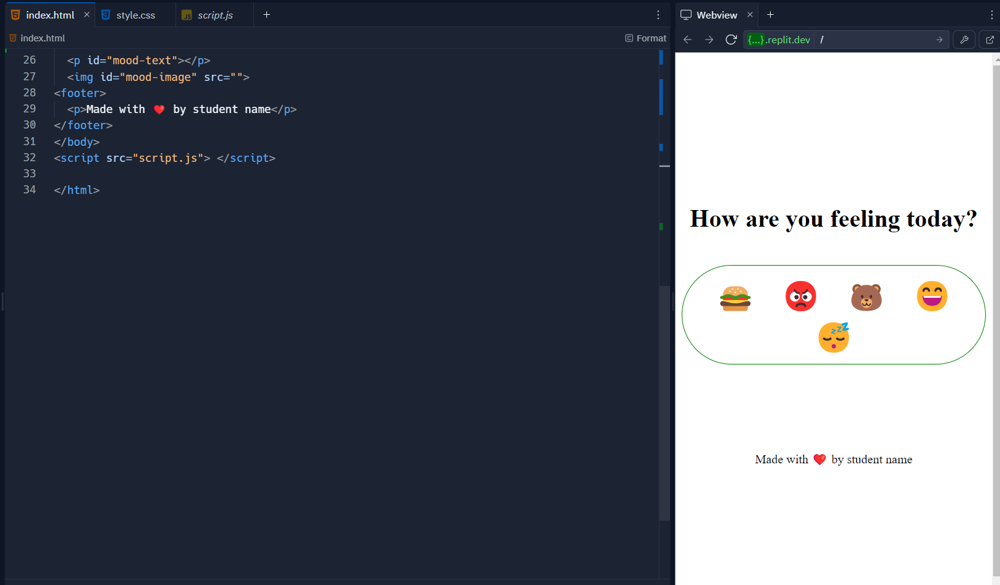 index.html
style.css
script.js
index.html
Format
26 <p id="mood-text"></p>
27 <img id="mood-image" src="">
28 <footer>
29 <p>Made with ❤️ by student name</p>
30 </footer>
31 </body>
32 <script src="script.js"> </script>
33
34 </html>
Webview
{...}.replit.dev /
How are you feeling today?
Made with ❤️ by student name